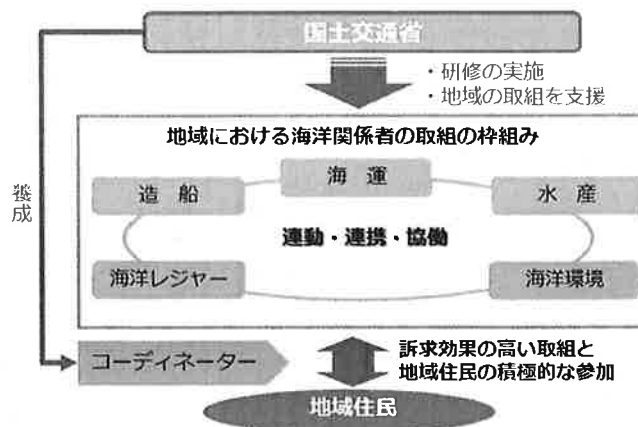 国土交通省
・研修の実施
・地域の取組を支援
地域における海洋関係者の取組の枠組み
海 運
造 船
水 産
連動・連携・協働
海洋レジャー
海洋環境
養成
コーディネーター
訴求効果の高い取組と
地域住民の積極的な参加
地域住民